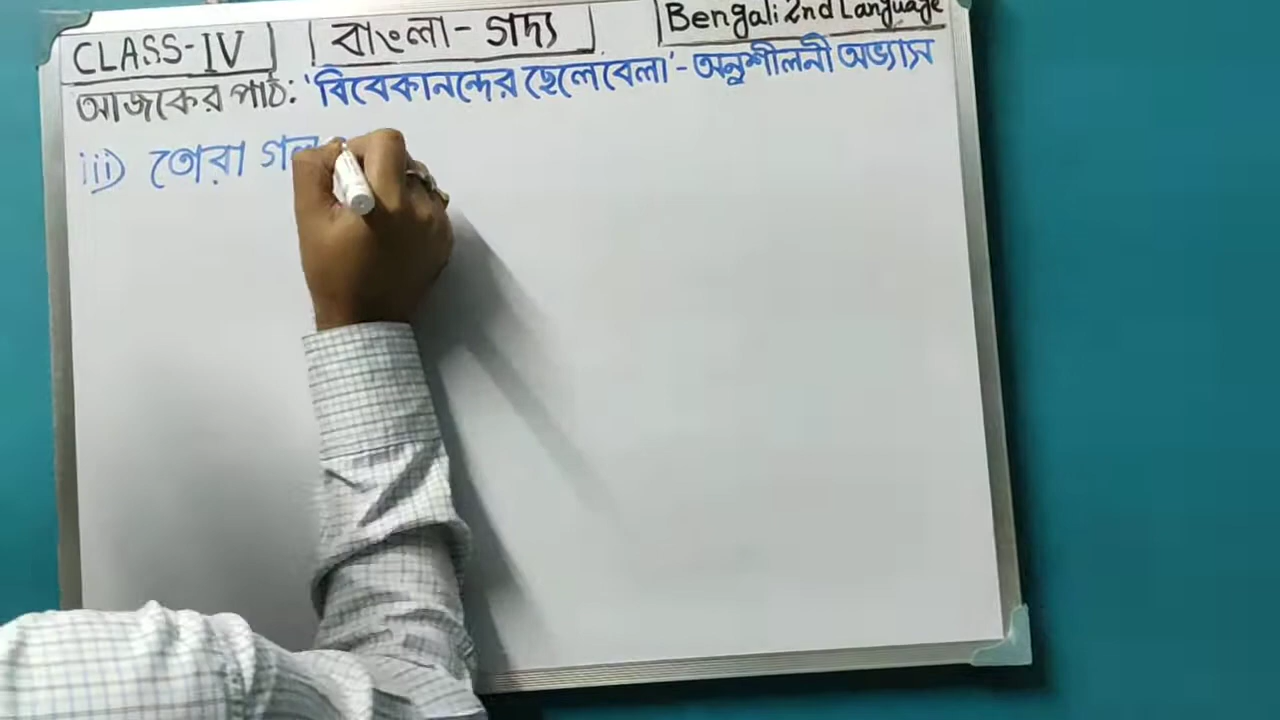 CLASS-IV বাংলা - গদ্য Bengali 2nd Language
আজকের পাঠ: 'বিবেকানন্দের ছেলেবেলা' - অনুশীলনী অভ্যাস
iii) তোরা